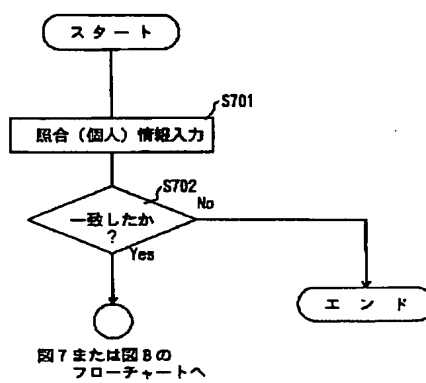 スタート
S701
照合（個人）情報入力
S702
一致したか
？
No
Yes
エンド
図7または図8の
フローチャートへ